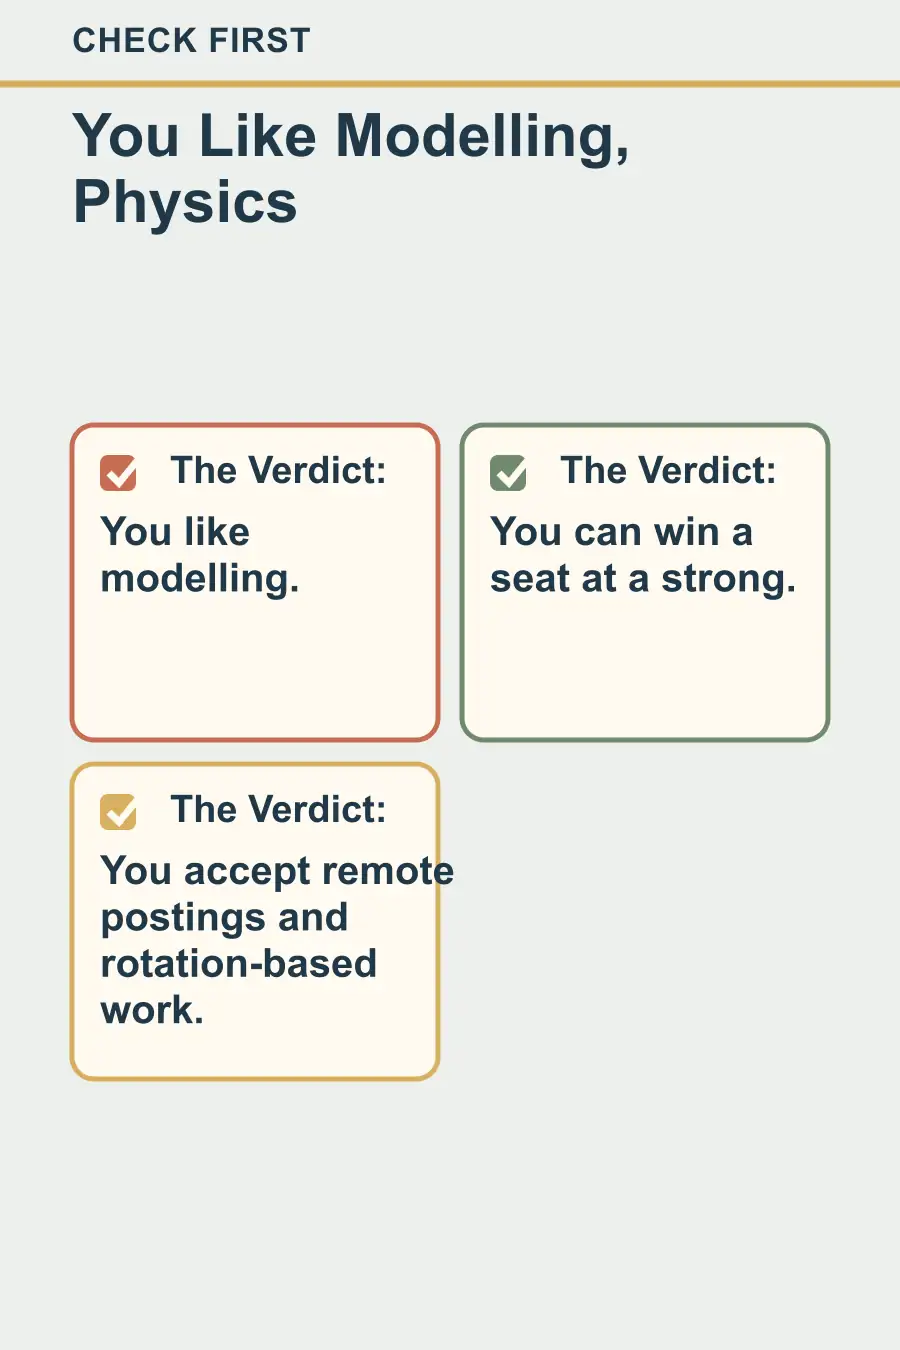 CHECK FIRST
You Like Modelling,
Physics
The Verdict:
You like
modelling.
The Verdict:
You can win a
seat at a strong.
The Verdict:
You accept remote
postings and
rotation-based
work.